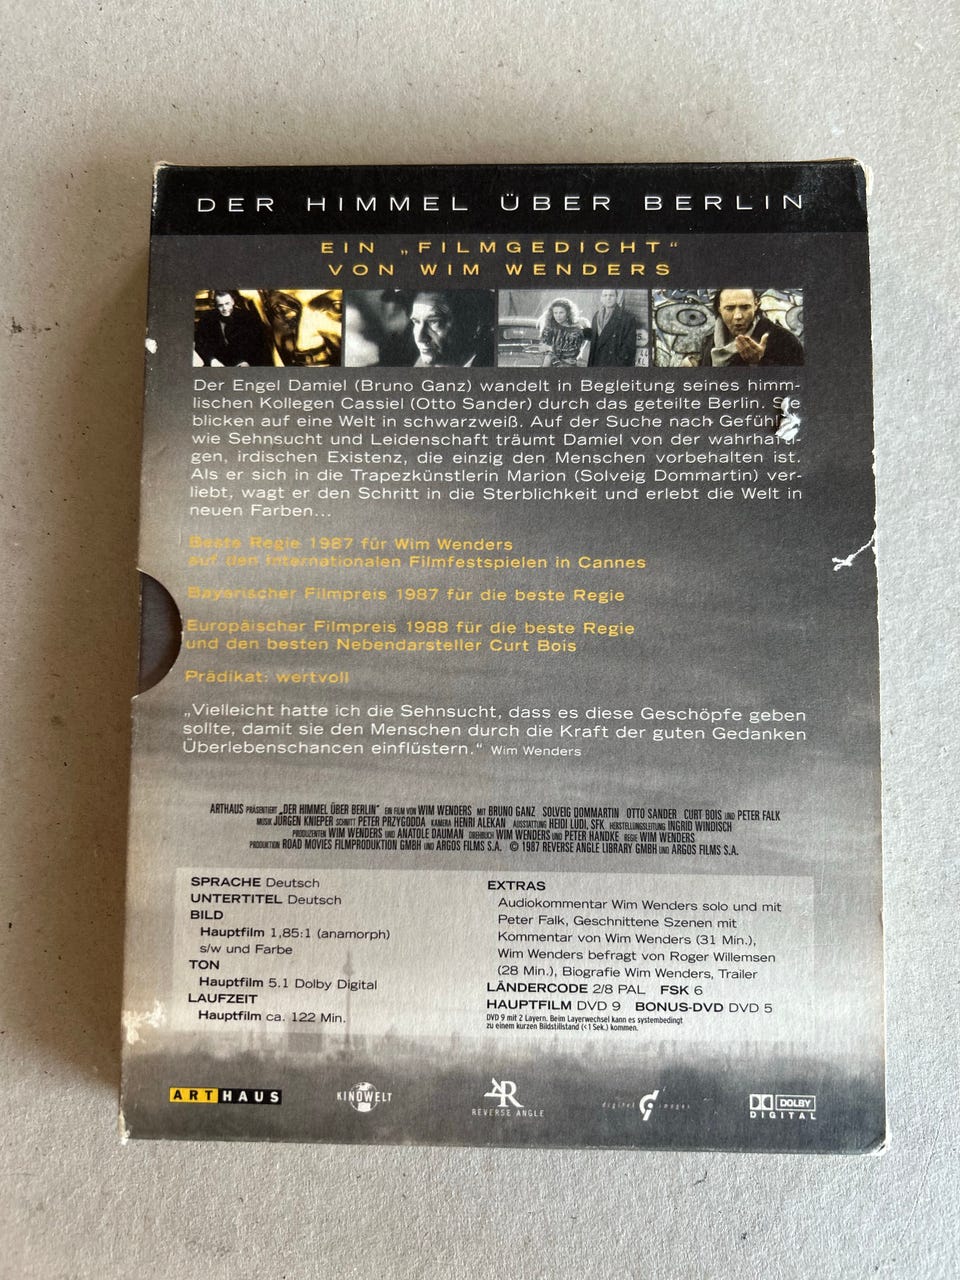 DER HIMMEL ÜBER BERLIN
EIN „FILMGEDICHT“
VON WIM WENDERS
Der Engel Damiel (Bruno Ganz) wandelt in Begleitung seines himm-
lischen Kollegen Cassiel (Otto Sander) durch das geteilte Berlin. Sie
blicken auf eine Welt in schwarzweiß. Auf der Suche nach Gefühlen
wie Sehnsucht und Leidenschaft träumt Damiel von der wahrhafti-
gen, irdischen Existenz, die einzig den Menschen vorbehalten ist.
Als er sich in die Trapezkünstlerin Marion (Solveig Dommartin) ver-
liebt, wagt er den Schritt in die Sterblichkeit und erlebt die Welt in
neuen Farben...
Beste Regie 1987 für Wim Wenders
auf den internationalen Filmfestspielen in Cannes
Bayerischer Filmpreis 1987 für die beste Regie
Europäischer Filmpreis 1988 für die beste Regie
und den besten Nebendarsteller Curt Bois
Prädikat: wertvoll
„Vielleicht hatte ich die Sehnsucht, dass es diese Geschöpfe geben
sollte, damit sie den Menschen durch die Kraft der guten Gedanken
Überlebenschancen einflüstern.“ Wim Wenders
ARTHAUS PRÄSENTIERT „DER HIMMEL ÜBER BERLIN“ EIN FILM VON WIM WENDERS MIT BRUNO GANZ SOLVEIG DOMMARTIN OTTO SANDER CURT BOIS UND PETER FALK
MUSIK JÜRGEN KNIEPER SCHNITT PETER PRZYGODDA KAMERA HENRI ALEKAN AUSSTATTUNG HEIDI LUDI, SFK HERSTELLUNGSLEITUNG INGRID WINDISCH
PRODUZENTEN WIM WENDERS UND ANATOLE DAUMAN DREHBUCH WIM WENDERS UND PETER HANDKE REGIE WIM WENDERS
PRODUKTION ROAD MOVIES FILMPRODUKTION GMBH UND ARGOS FILMS S.A. © 1987 REVERSE ANGLE LIBRARY GMBH UND ARGOS FILMS S.A.
SPRACHE Deutsch
UNTERTITEL Deutsch
BILD
Hauptfilm 1,85:1 (anamorph)
s/w und Farbe
TON
Hauptfilm 5.1 Dolby Digital
LAUFZEIT
Hauptfilm ca. 122 Min.
EXTRAS
Audiokommentar Wim Wenders solo und mit
Peter Falk, Geschnittene Szenen mit
Kommentar von Wim Wenders (31 Min.),
Wim Wenders befragt von Roger Willemsen
(28 Min.), Biografie Wim Wenders, Trailer
LÄNDERCODE 2/8 PAL FSK 6
HAUPTFILM DVD 9 BONUS-DVD DVD 5
DVD 9 mit 2 Layern. Beim Layerwechsel kann es systembedingt
zu einem kurzen Bildstillstand (<1 Sek.) kommen.
ARTHAUS
KINOWELT
REVERSE ANGLE
digital images
DOLBY
DIGITAL